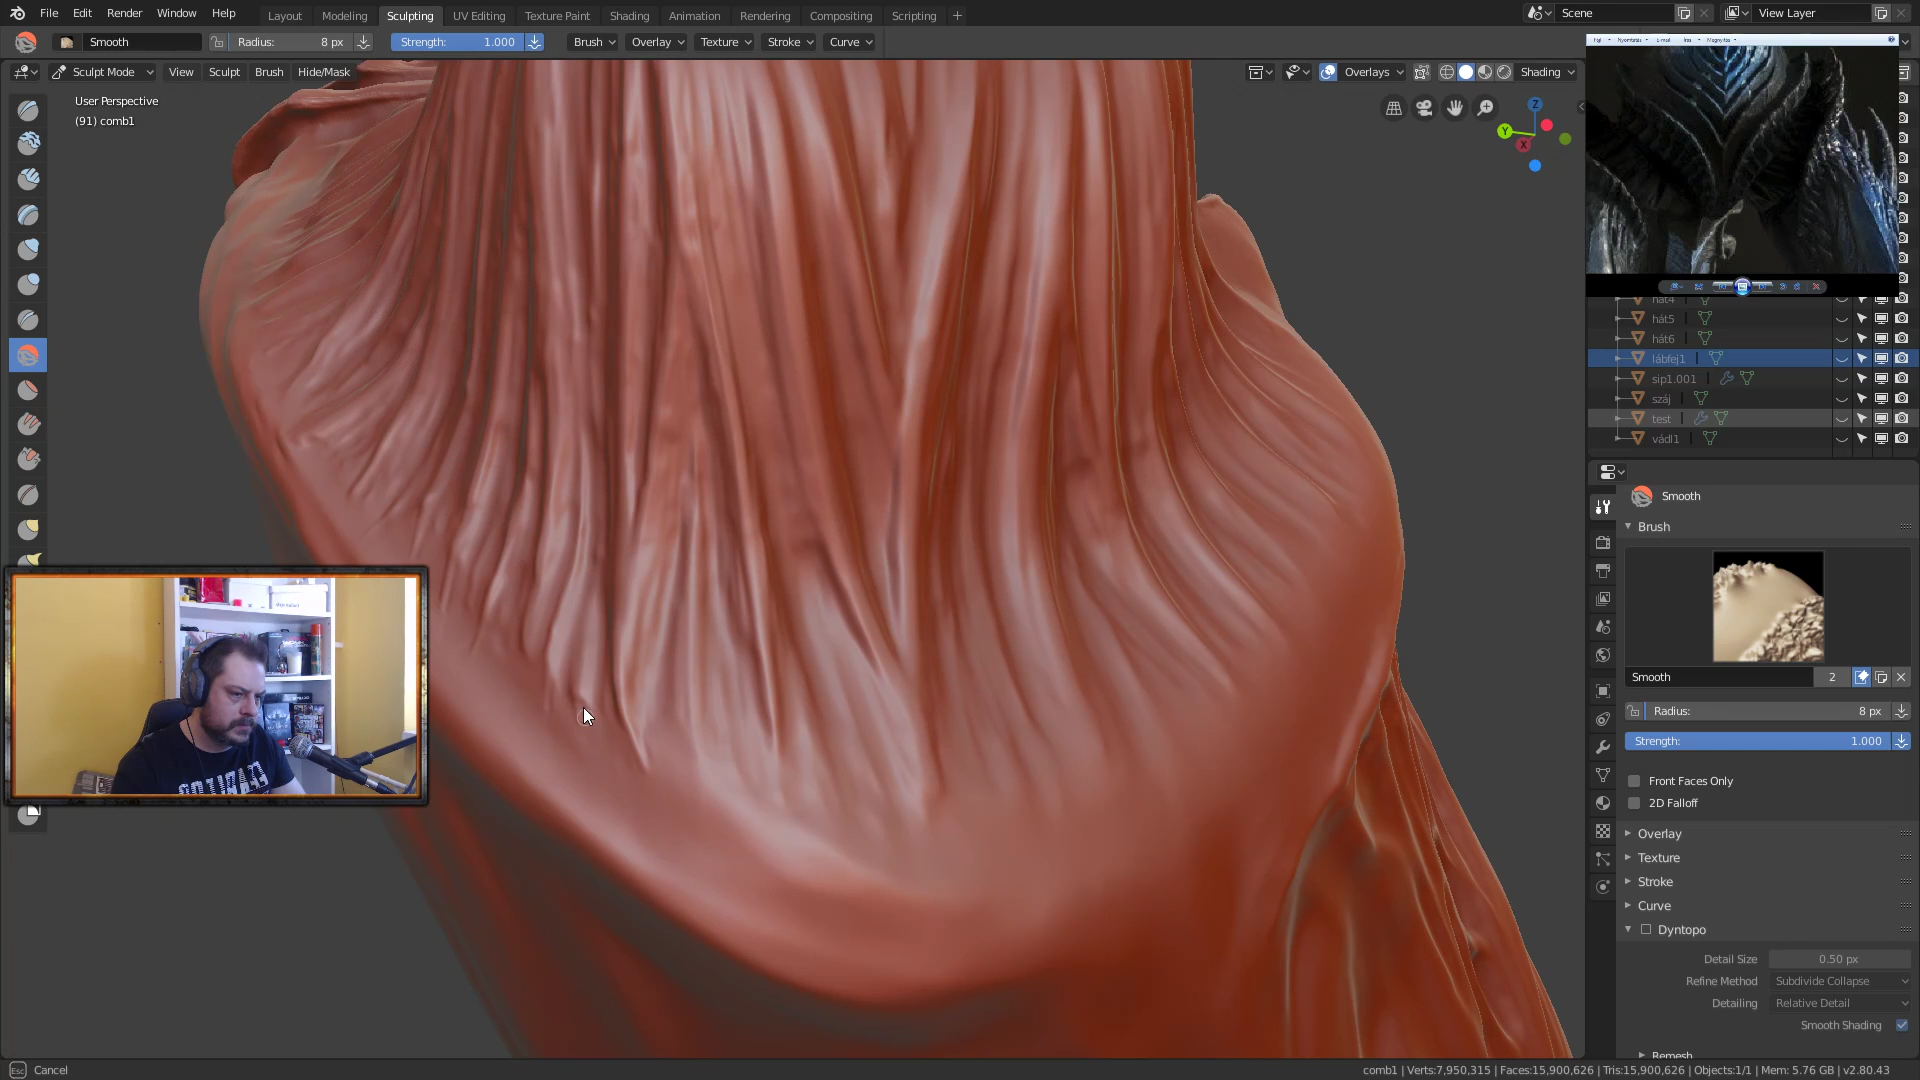 File Edit Render Window Help Layout Modeling Sculpting UV Editing Texture Paint Shading Animation Rendering Compositing Scripting + Scene View Layer
Smooth Radius: 8 px Strength: 1.000 Brush Overlay Texture Stroke Curve
Sculpt Mode View Sculpt Brush Hide/Mask Overlays Shading
User Perspective
(91) comb1
Z
Y
X
hát4
hát5
hát6
lábfej1
sip1.001
száj
test
vádl1
Smooth
Brush
Smooth 2
Radius: 8 px
Strength: 1.000
Front Faces Only
2D Falloff
Overlay
Texture
Stroke
Curve
Dyntopo
Detail Size 0.50 px
Refine Method Subdivide Collapse
Detailing Relative Detail
Smooth Shading
Remesh
Esc Cancel
comb1 | Verts:7,950,315 | Faces:15,900,626 | Tris:15,900,626 | Objects:1/1 | Mem: 5.76 GB | v2.80.43